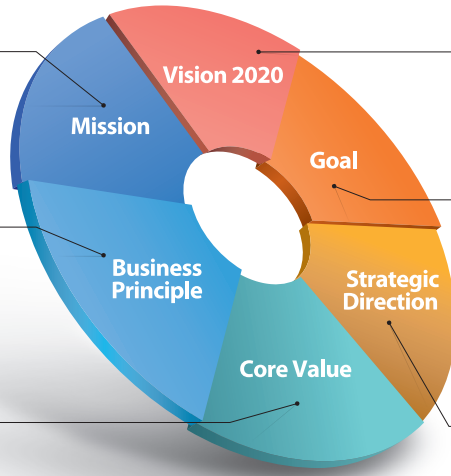 Vision 2020
Mission
Goal
Business
Principle
Strategic
Direction
Core Value